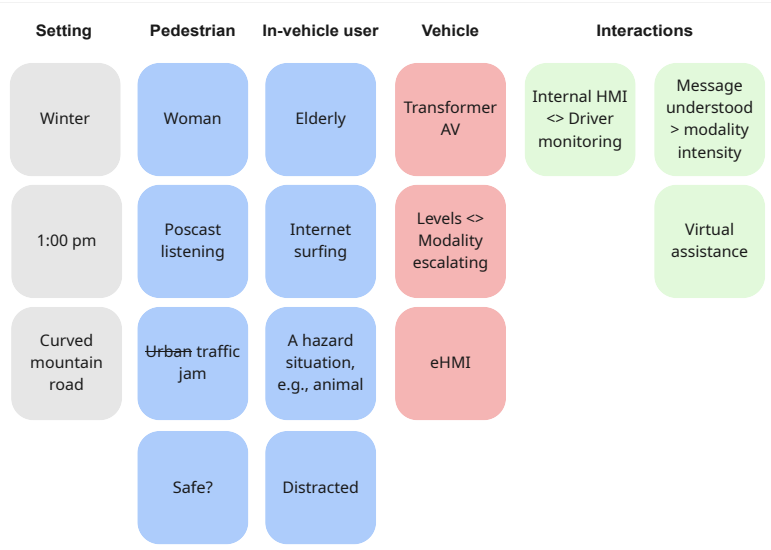 Setting
Pedestrian
In-vehicle user
Vehicle
Interactions
Winter
Woman
Elderly
Transformer
AV
Internal HMI
<> Driver
monitoring
Message
understood
> modality
intensity
1:00 pm
Poscast
listening
Internet
surfing
Levels <>
Modality
escalating
Virtual
assistance
Curved
mountain
road
Urban traffic
jam
A hazard
situation,
e.g., animal
eHMI
Safe?
Distracted